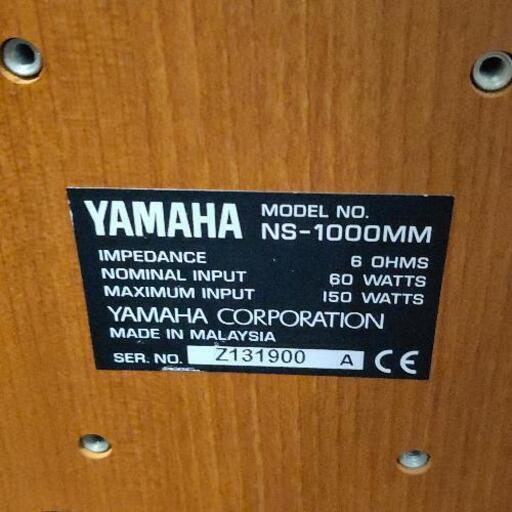 YAMAHA MODEL NO.
NS-1000MM
IMPEDANCE 6 OHMS
NOMINAL INPUT 60 WATTS
MAXIMUM INPUT 150 WATTS
YAMAHA CORPORATION
MADE IN MALAYSIA
SER. NO. Z131900 A CE